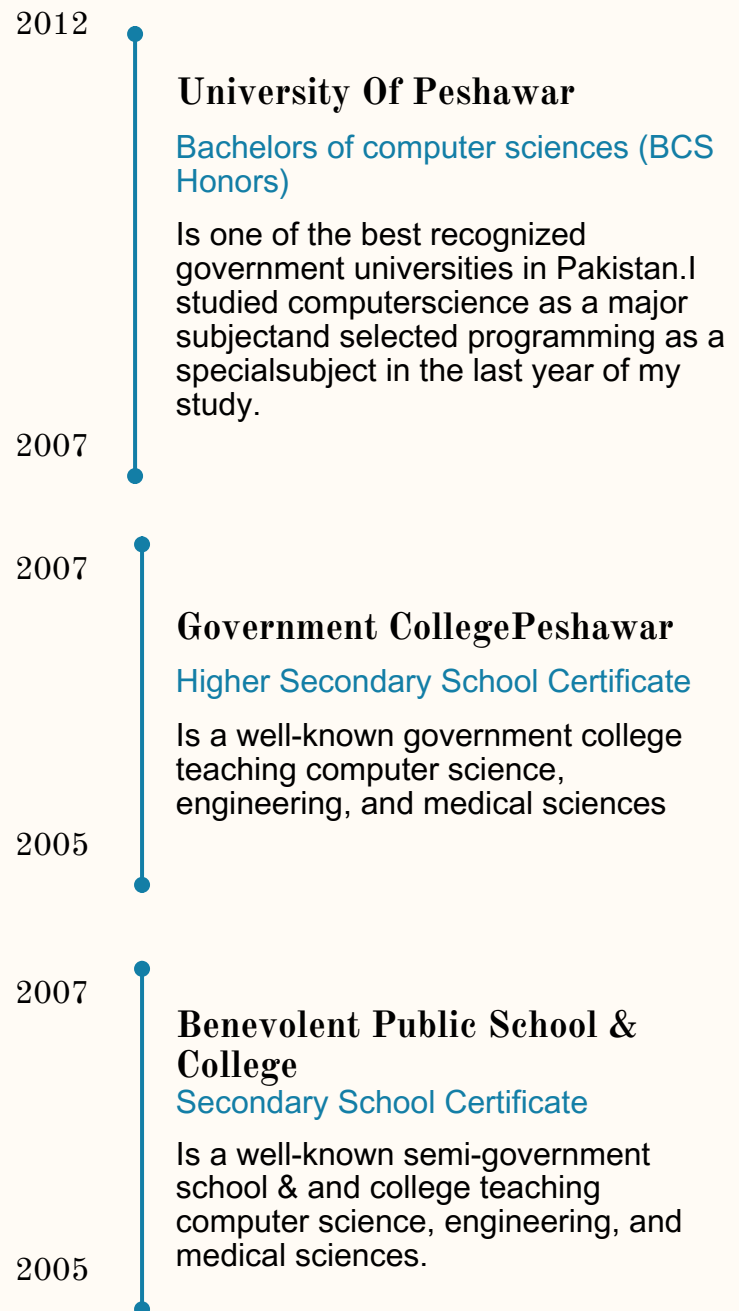 2012
University Of Peshawar
Bachelors of computer sciences (BCS
Honors)
Is one of the best recognized
government universities in Pakistan.I
studied computerscience as a major
subjectand selected programming as a
specialsubject in the last year of my
study.
2007
2007
Government CollegePeshawar
Higher Secondary School Certificate
Is a well-known government college
teaching computer science,
engineering, and medical sciences
2005
2007
Benevolent Public School &
College
Secondary School Certificate
Is a well-known semi-government
school & and college teaching
computer science, engineering, and
medical sciences.
2005